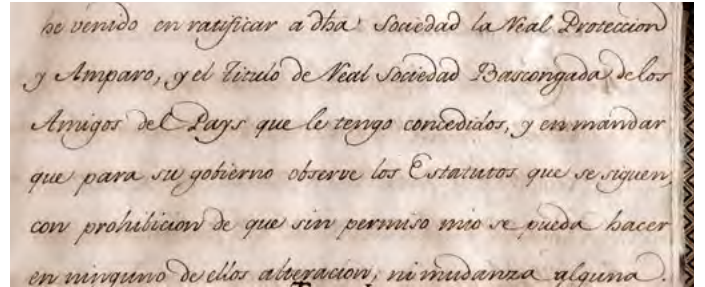 he venido en ratificar a dha. Sociedad la Real Proteccion
y Amparo, y el Titulo de Real Sociedad Bascongada de los
Amigos del Pays que le tengo concedidos, y en mandar
que para su gobierno observe los Estatutos que se siguen,
con prohibicion de que sin permiso mio se pueda hacer
en ninguno de ellos alteracion, ni mudanza alguna.